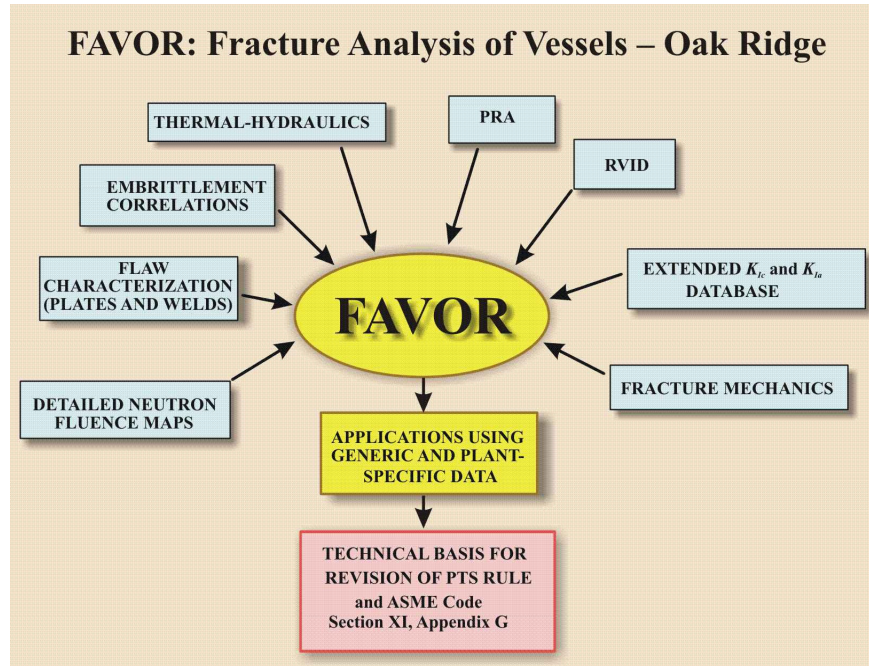 FAVOR: Fracture Analysis of Vessels – Oak Ridge
THERMAL-HYDRAULICS
PRA
RVID
EMBRITTLEMENT
CORRELATIONS
FLAW
CHARACTERIZATION
(PLATES AND WELDS)
EXTENDED KIc and KIa
DATABASE
FAVOR
DETAILED NEUTRON
FLUENCE MAPS
FRACTURE MECHANICS
APPLICATIONS USING
GENERIC AND PLANT-
SPECIFIC DATA
TECHNICAL BASIS FOR
REVISION OF PTS RULE
and ASME Code
Section XI, Appendix G